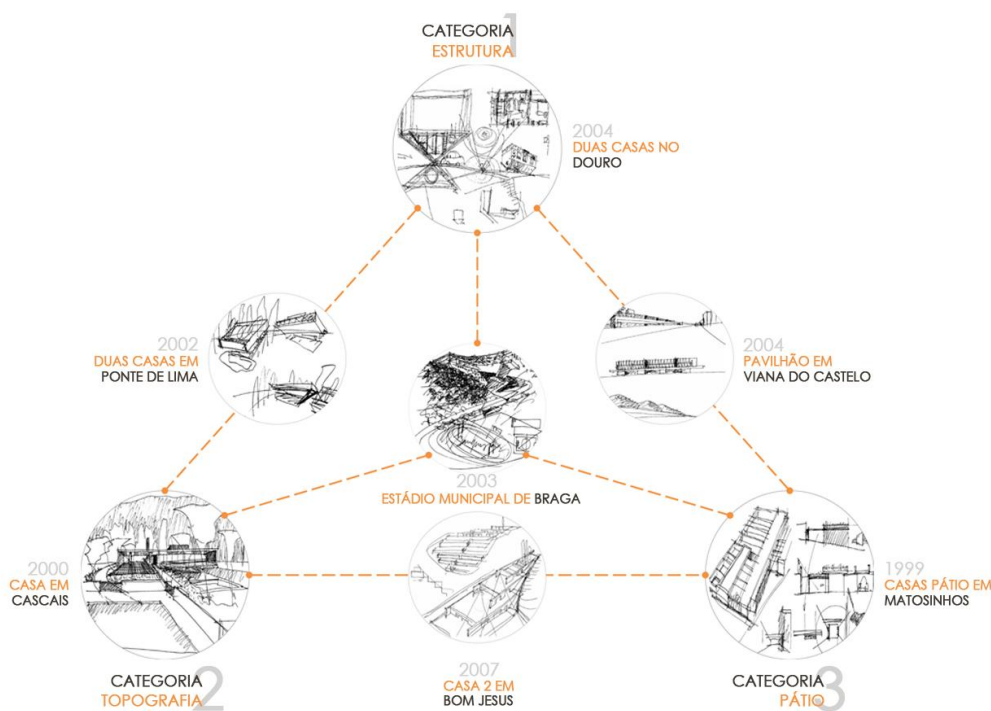 CATEGORIA 1
ESTRUTURA
2004
DUAS CASAS NO
DOURO
2002
DUAS CASAS EM
PONTE DE LIMA
2004
PAVILHÃO EM
VIANA DO CASTELO
2003
ESTÁDIO MUNICIPAL DE BRAGA
2000
CASA EM
CASCAIS
1999
CASAS PÁTIO EM
MATOSINHOS
CATEGORIA 2
TOPOGRAFIA
2007
CASA 2 EM
BOM JESUS
CATEGORIA 3
PÁTIO